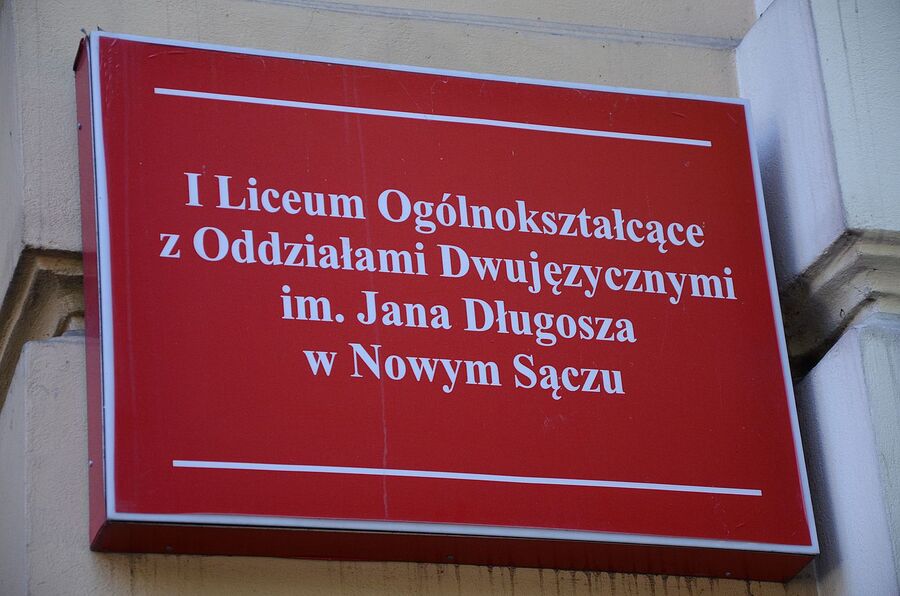 I Liceum Ogólnokształcące
z Oddziałami Dwujęzycznymi
im. Jana Długosza
w Nowym Sączu